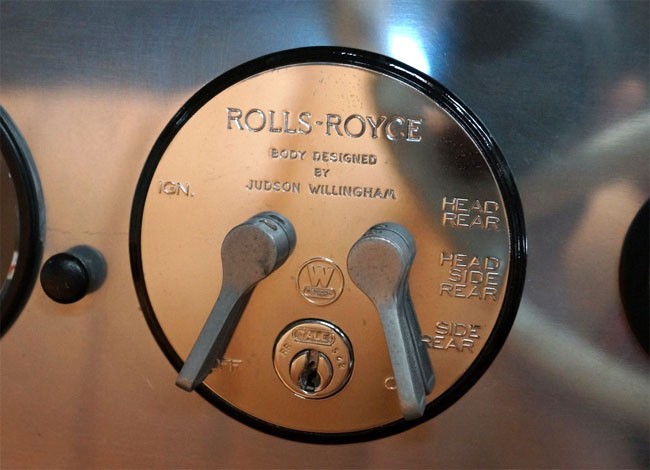 ROLLS-ROYCE
BODY DESIGNED
BY
JUDSON WILLINGHAM
IGN.
HEAD
REAR
HEAD
SIDE
REAR
SIDE
REAR
W
YALE